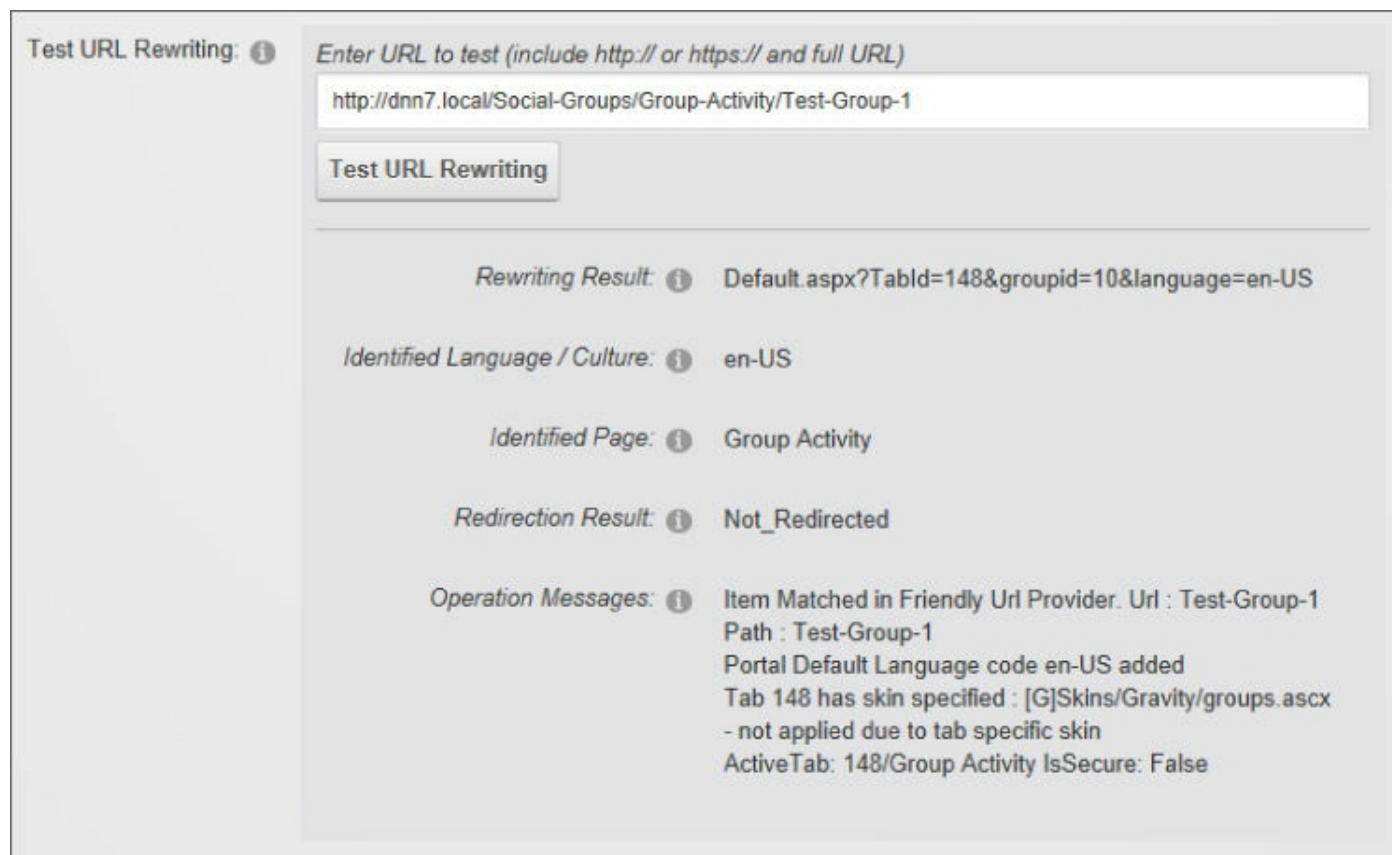 Test URL Rewriting:
Enter URL to test (include http:// or https:// and full URL)
http://dnn7.local/Social-Groups/Group-Activity/Test-Group-1
Test URL Rewriting
Rewriting Result: Default.aspx?TabId=148&groupid=10&language=en-US
Identified Language / Culture: en-US
Identified Page: Group Activity
Redirection Result: Not_Redirected
Operation Messages: Item Matched in Friendly Url Provider. Url : Test-Group-1
Path : Test-Group-1
Portal Default Language code en-US added
Tab 148 has skin specified : [G]Skins/Gravity/groups.ascx
- not applied due to tab specific skin
ActiveTab: 148/Group Activity IsSecure: False